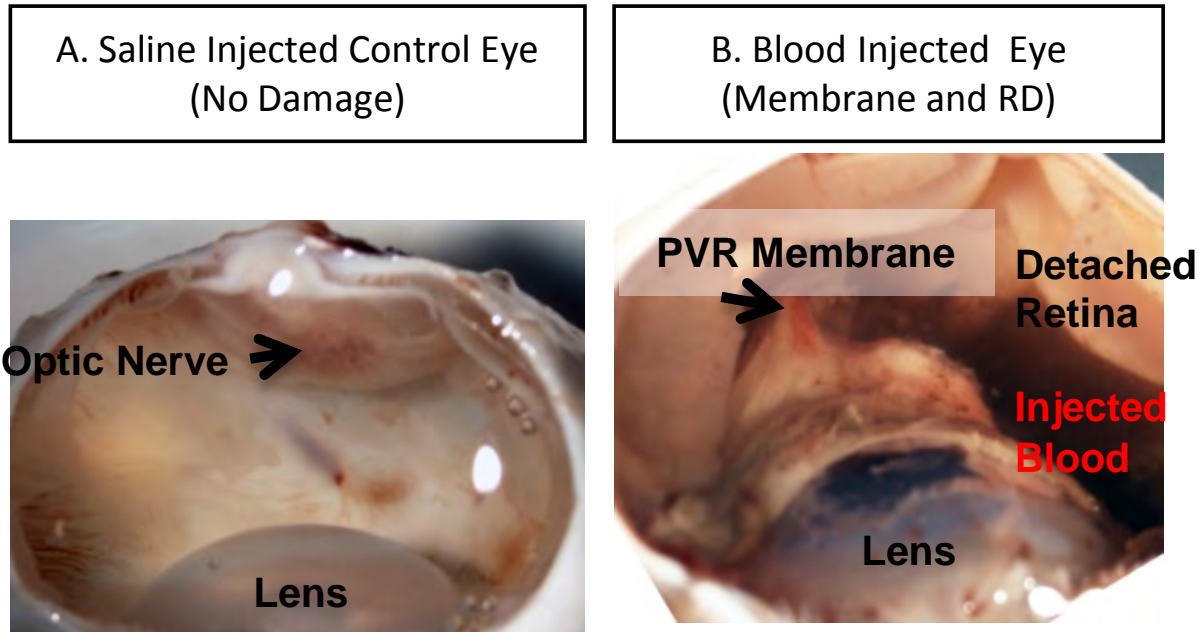 A. Saline Injected Control Eye
(No Damage)
B. Blood Injected Eye
(Membrane and RD)
Optic Nerve
Lens
PVR Membrane
Detached
Retina
Injected
Blood
Lens